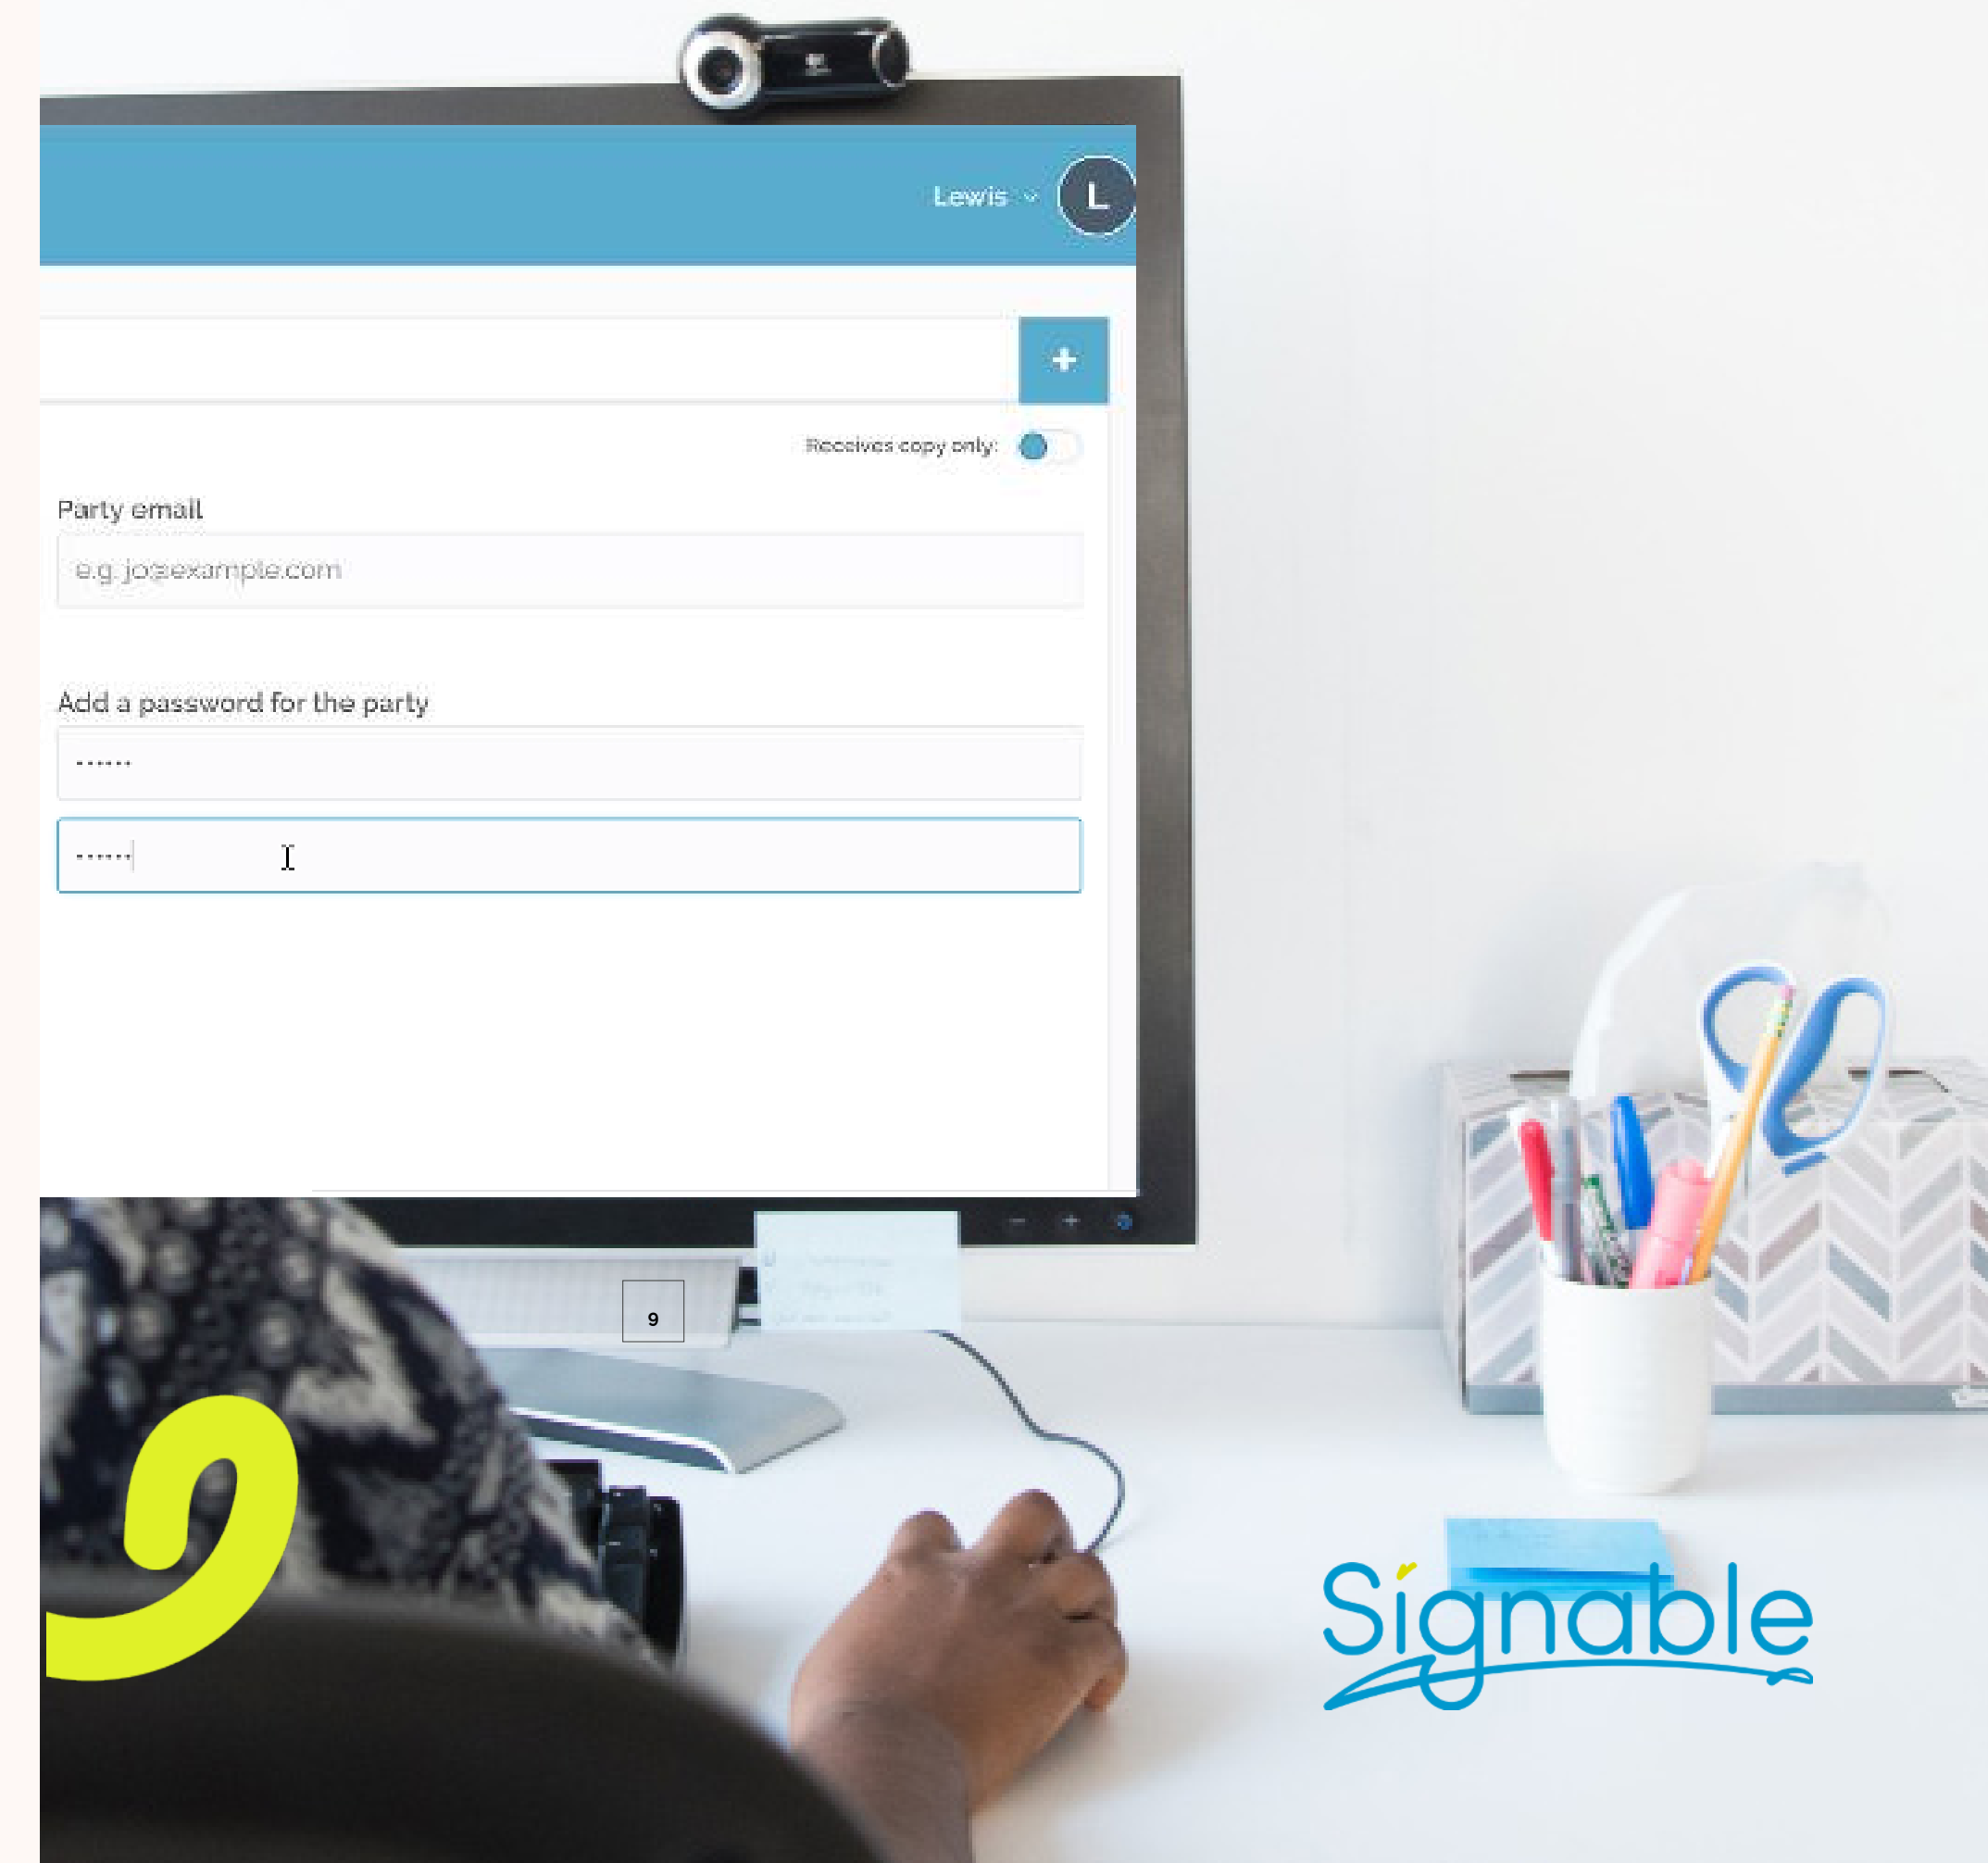 Lewis
L
+
Receives copy only:
Party email
e.g. jo@example.com
Add a password for the party
••••••
••••••
9
Signable